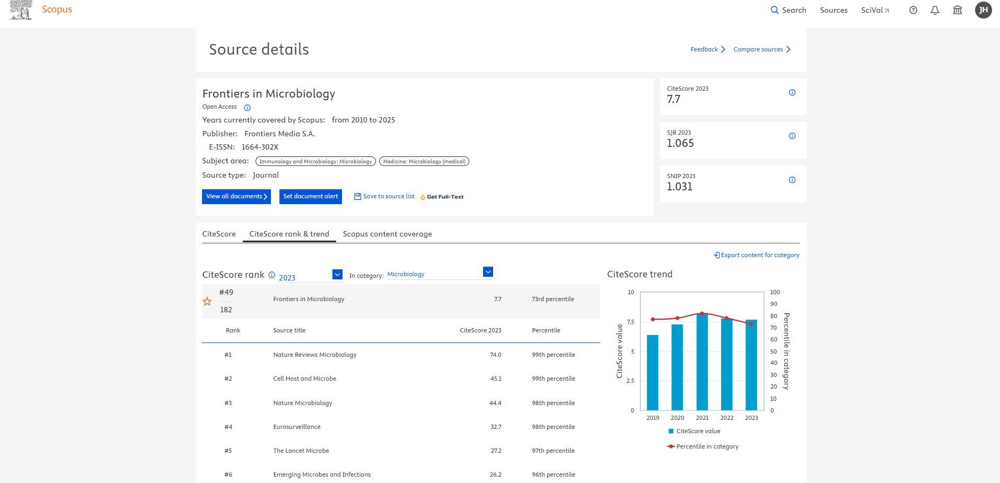 Scopus
Search Sources SciVal
JH
Source details
Feedback Compare sources
Frontiers in Microbiology
Open Access
Years currently covered by Scopus: from 2010 to 2025
Publisher: Frontiers Media S.A.
E-ISSN: 1664-302X
Subject area: Immunology and Microbiology: Microbiology Medicine: Microbiology (medical)
Source type: Journal
View all documents Set document alert Save to source list Get Full-Text
CiteScore 2023
7.7
SJR 2023
1.065
SNIP 2023
1.031
CiteScore CiteScore rank & trend Scopus content coverage
Export content for category
CiteScore rank 2023 In category: Microbiology
#49
182
Frontiers in Microbiology 7.7 73rd percentile
Rank Source title CiteScore 2023 Percentile
#1 Nature Reviews Microbiology 74.0 99th percentile
#2 Cell Host and Microbe 45.1 99th percentile
#3 Nature Microbiology 44.4 98th percentile
#4 Eurosurveillance 32.7 98th percentile
#5 The Lancet Microbe 27.2 97th percentile
#6 Emerging Microbes and Infections 26.2 96th percentile
CiteScore trend
CiteScore value
10
7.5
5
2.5
0
100
90
80
70
60
50
40
30
20
10
0
Percentile in category
2019 2020 2021 2022 2023
CiteScore value
Percentile in category